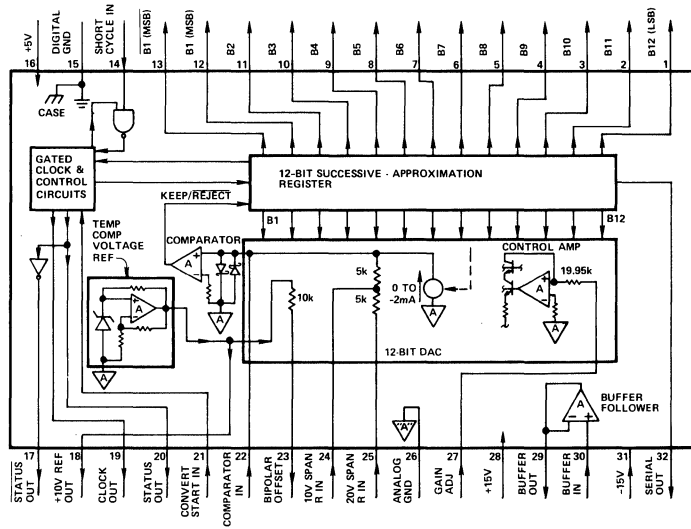 +5V
DIGITAL GND
SHORT CYCLE IN
B1 (MSB)
B1 (MSB)
B2
B3
B4
B5
B6
B7
B8
B9
B10
B11
B12 (LSB)
16
15
14
13
12
11
10
9
8
7
6
5
4
3
2
1
CASE
GATED
CLOCK &
CONTROL
CIRCUITS
12-BIT SUCCESSIVE - APPROXIMATION
REGISTER
KEEP/REJECT
B1
B12
TEMP
COMP
VOLTAGE
REF
COMPARATOR
CONTROL AMP
A
5k
5k
0 TO
-2mA
A
19.95k
A
10k
A
A
A
12-BIT DAC
A
A
BUFFER
FOLLOWER
"A"
17
18
19
20
21
22
23
24
25
26
27
28
29
30
31
32
STATUS OUT
+10V REF OUT
CLOCK OUT
STATUS OUT
CONVERT START IN
COMPARATOR IN
BIPOLAR OFFSET
10V SPAN R IN
20V SPAN R IN
ANALOG GND
GAIN ADJ
+15V
BUFFER OUT
BUFFER IN
-15V
SERIAL OUT